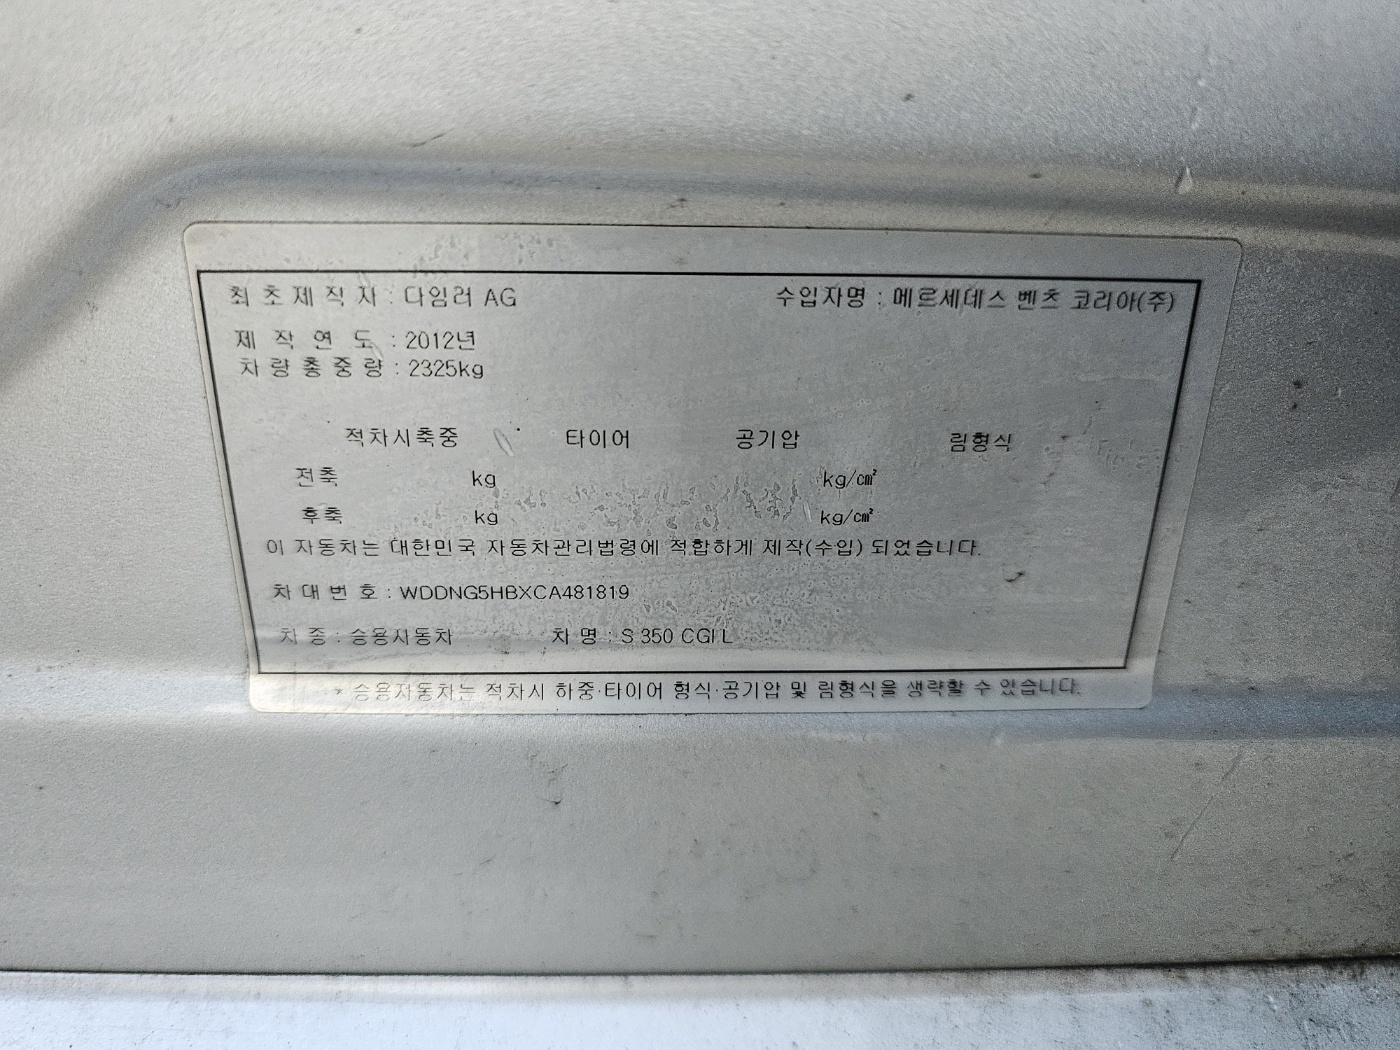 최초제작자 : 다임러 AG 수입자명 : 메르세데스 벤츠 코리아(주)
제작연도 : 2012년
차량총중량 : 2325kg
적차시축중 타이어 공기압 림형식
전축 kg kg/㎠
후축 kg kg/㎠
이 자동차는 대한민국 자동차관리법령에 적합하게 제작(수입) 되었습니다.
차대번호 : WDDNG5HBXCA481819
차종 : 승용자동차 차명 : S 350 CGI L
* 승용자동차는 적차시 하중·타이어 형식·공기압 및 림형식을 생략할 수 있습니다.